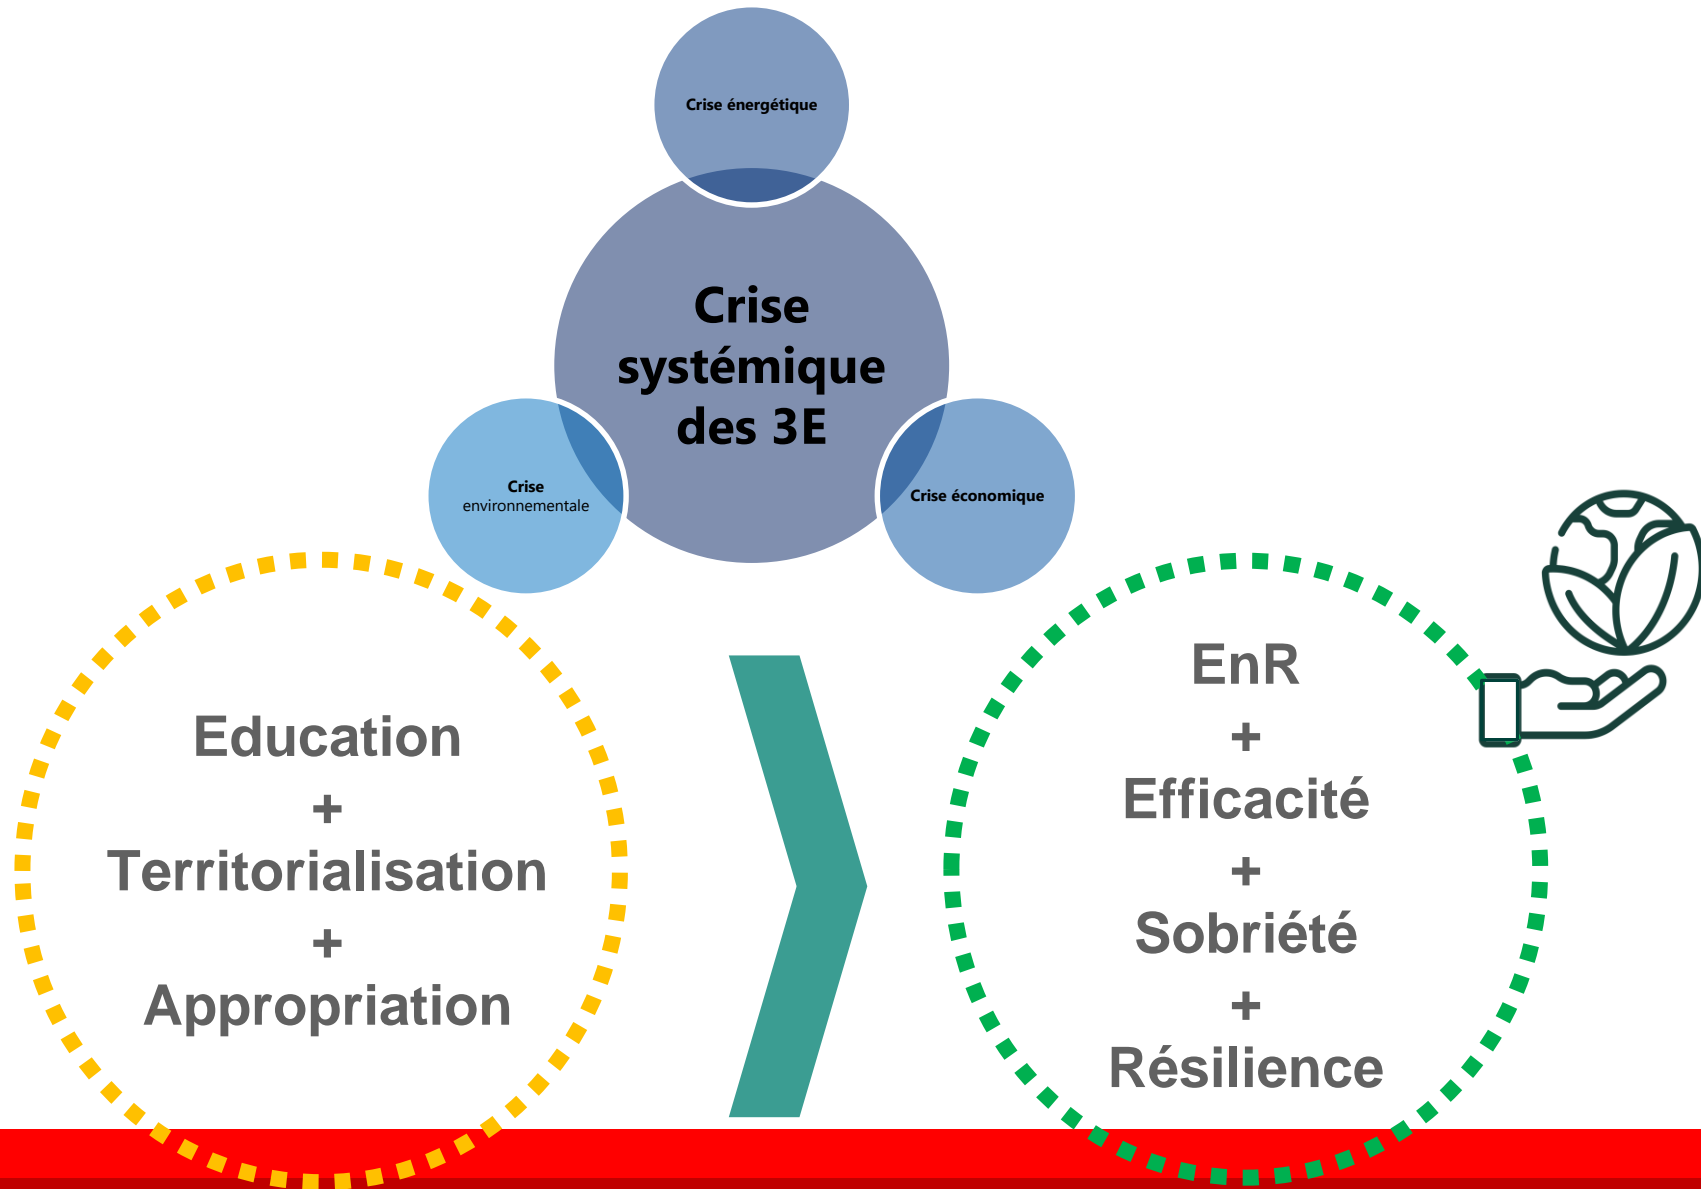 Crise énergétique
Crise
systémique
des 3E
Crise
environnementale
Crise économique
Education
+
Territorialisation
+
Appropriation
EnR
+
Efficacité
+
Sobriété
+
Résilience